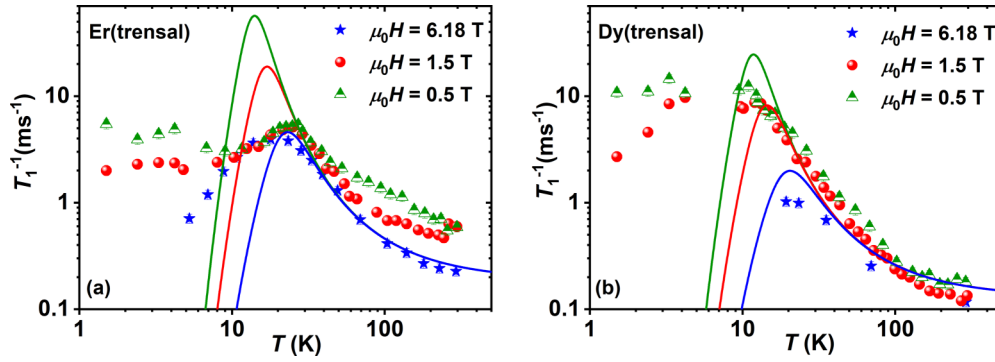 Er(trensal)
μ₀H = 6.18 T
μ₀H = 1.5 T
μ₀H = 0.5 T
T₁⁻¹(ms⁻¹)
10
1
0.1
(a)
1 10 100
T (K)
Dy(trensal)
μ₀H = 6.18 T
μ₀H = 1.5 T
μ₀H = 0.5 T
T₁⁻¹(ms⁻¹)
10
1
0.1
(b)
1 10 100
T (K)